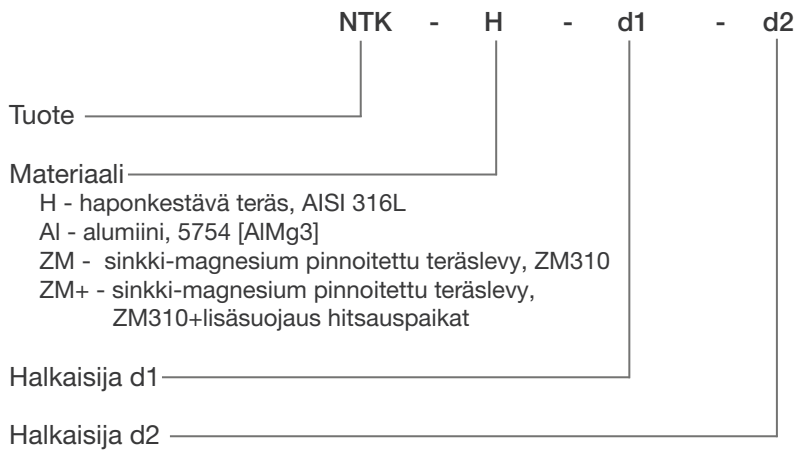 NTK - H - d1 - d2
Tuote
Materiaali
H - haponkestävä teräs, AISI 316L
Al - alumiini, 5754 [AlMg3]
ZM - sinkki-magnesium pinnoitettu teräslevy, ZM310
ZM+ - sinkki-magnesium pinnoitettu teräslevy,
ZM310+lisäsuojaus hitsauspaikat
Halkaisija d1
Halkaisija d2